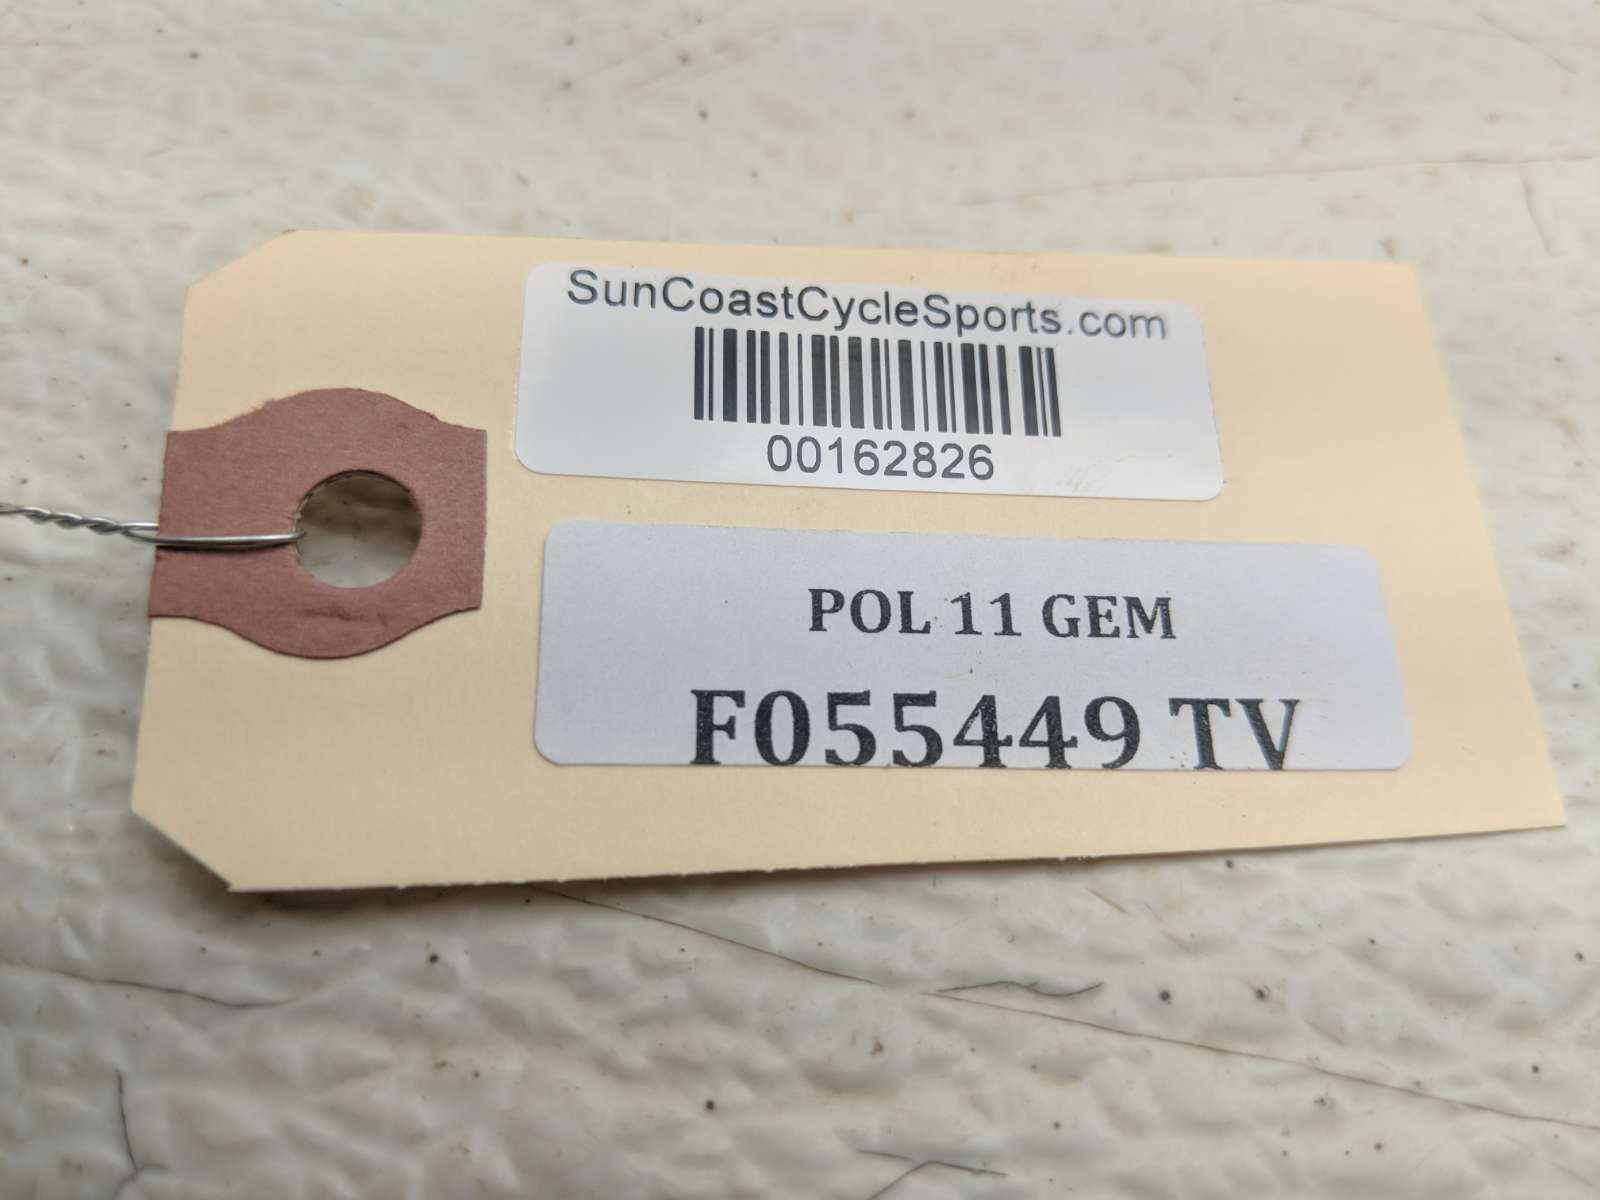 SunCoastCycleSports.com
00162826
POL 11 GEM
F055449 TV